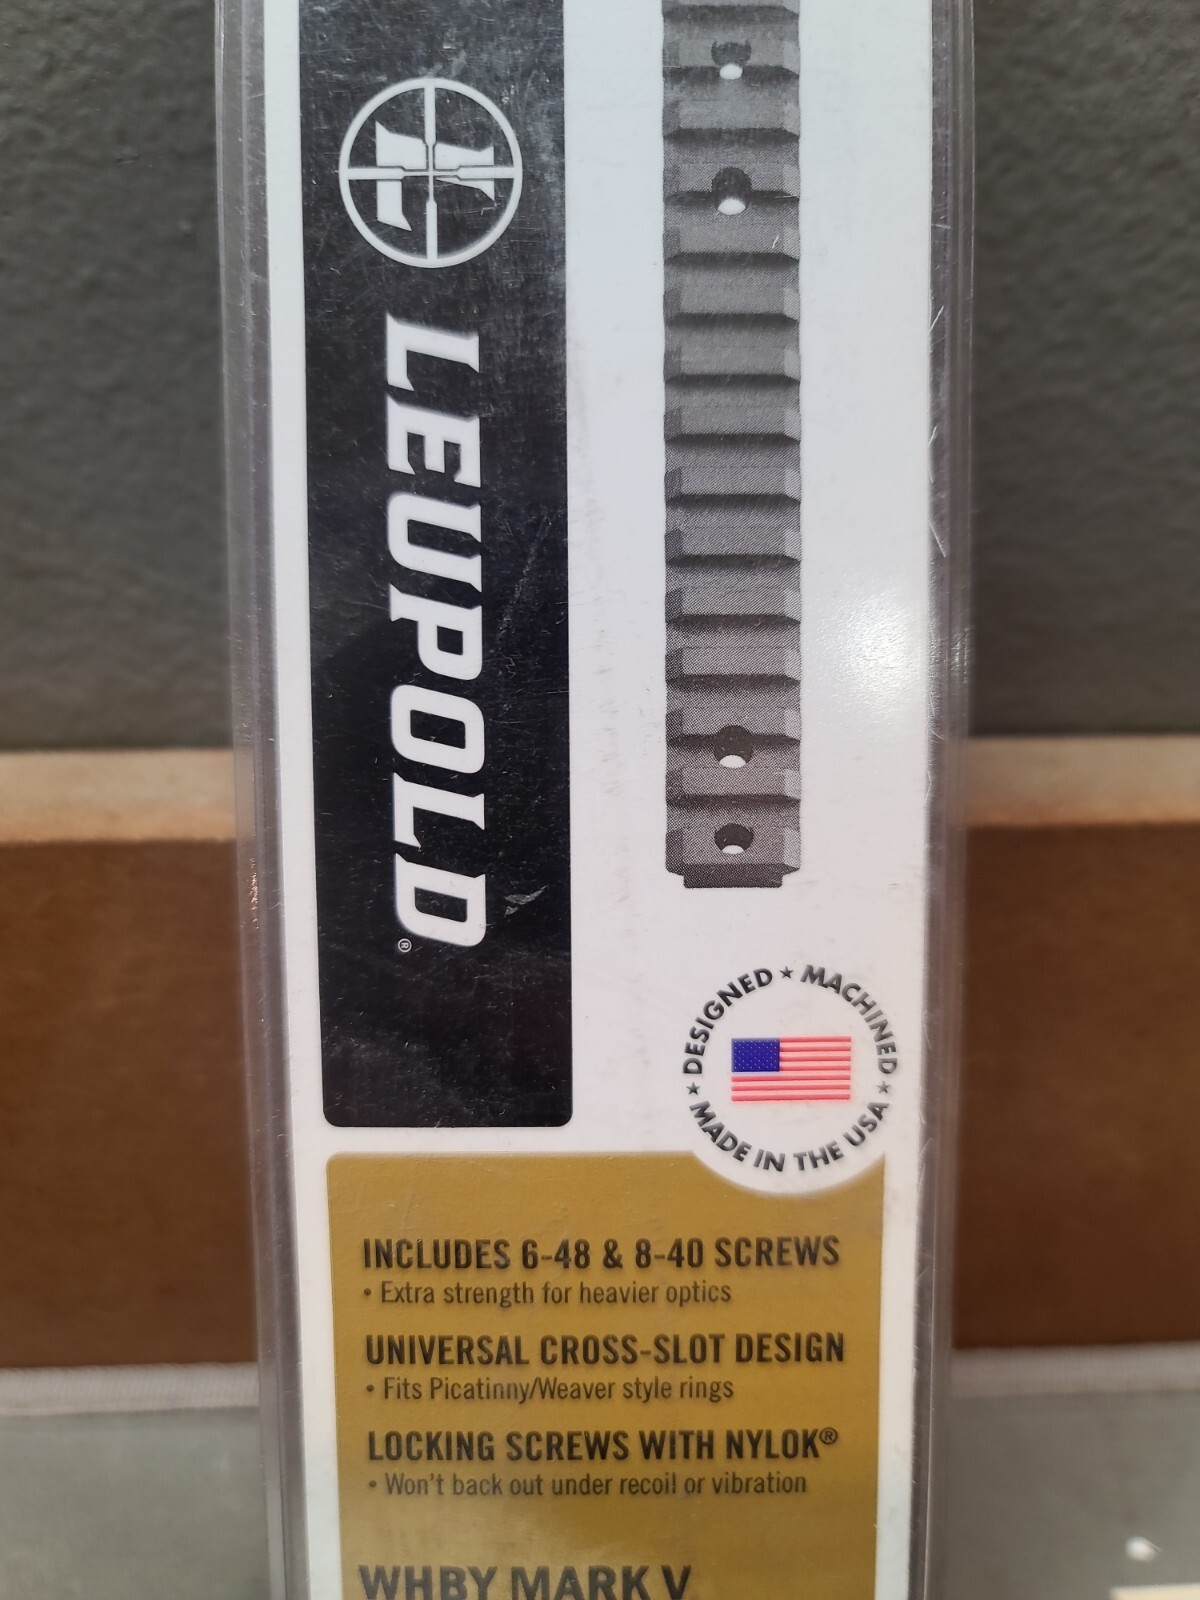 LEUPOLD®
DESIGNED ★ MACHINED ★ MADE IN THE USA ★
INCLUDES 6-48 & 8-40 SCREWS
• Extra strength for heavier optics
UNIVERSAL CROSS-SLOT DESIGN
• Fits Picatinny/Weaver style rings
LOCKING SCREWS WITH NYLOK®
• Won't back out under recoil or vibration
WHBY MARK V